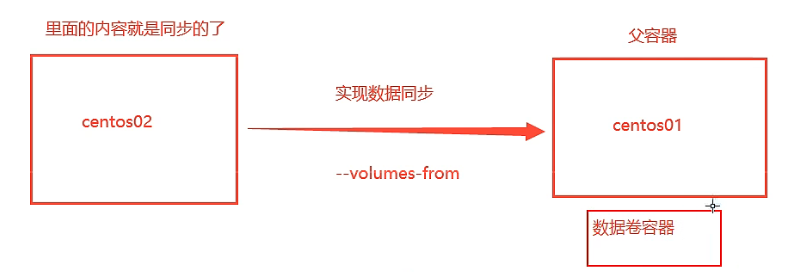 里面的内容就是同步的了
父容器
实现数据同步
centos02
centos01
--volumes-from
数据卷容器